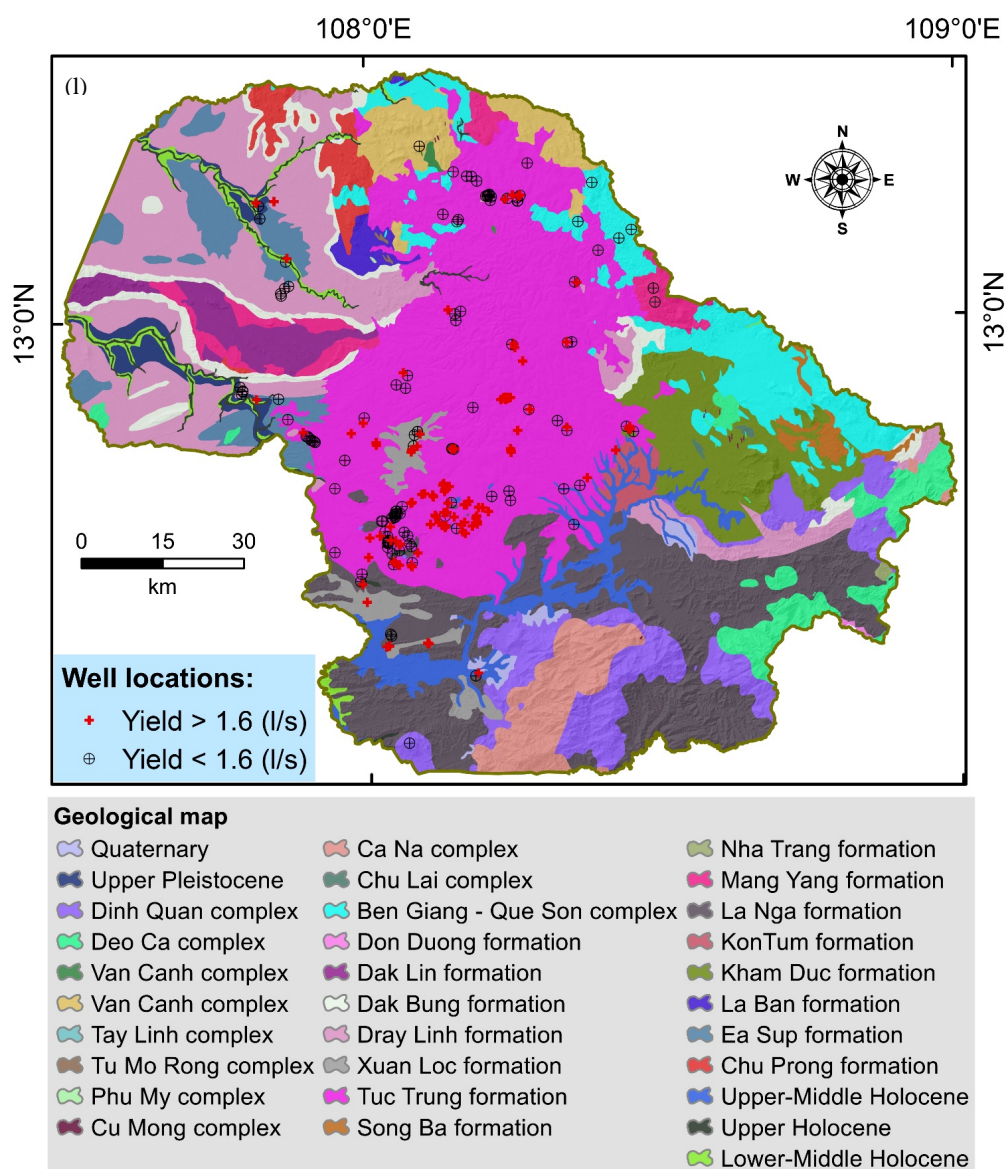 108°0'E 109°0'E
(l)
N
W E
S
13°0'N 13°0'N
0 15 30
km
Well locations:
Yield > 1.6 (l/s)
Yield < 1.6 (l/s)
Geological map
Quaternary
Upper Pleistocene
Dinh Quan complex
Deo Ca complex
Van Canh complex
Van Canh complex
Tay Linh complex
Tu Mo Rong complex
Phu My complex
Cu Mong complex
Ca Na complex
Chu Lai complex
Ben Giang - Que Son complex
Don Duong formation
Dak Lin formation
Dak Bung formation
Dray Linh formation
Xuan Loc formation
Tuc Trung formation
Song Ba formation
Nha Trang formation
Mang Yang formation
La Nga formation
KonTum formation
Kham Duc formation
La Ban formation
Ea Sup formation
Chu Prong formation
Upper-Middle Holocene
Upper Holocene
Lower-Middle Holocene